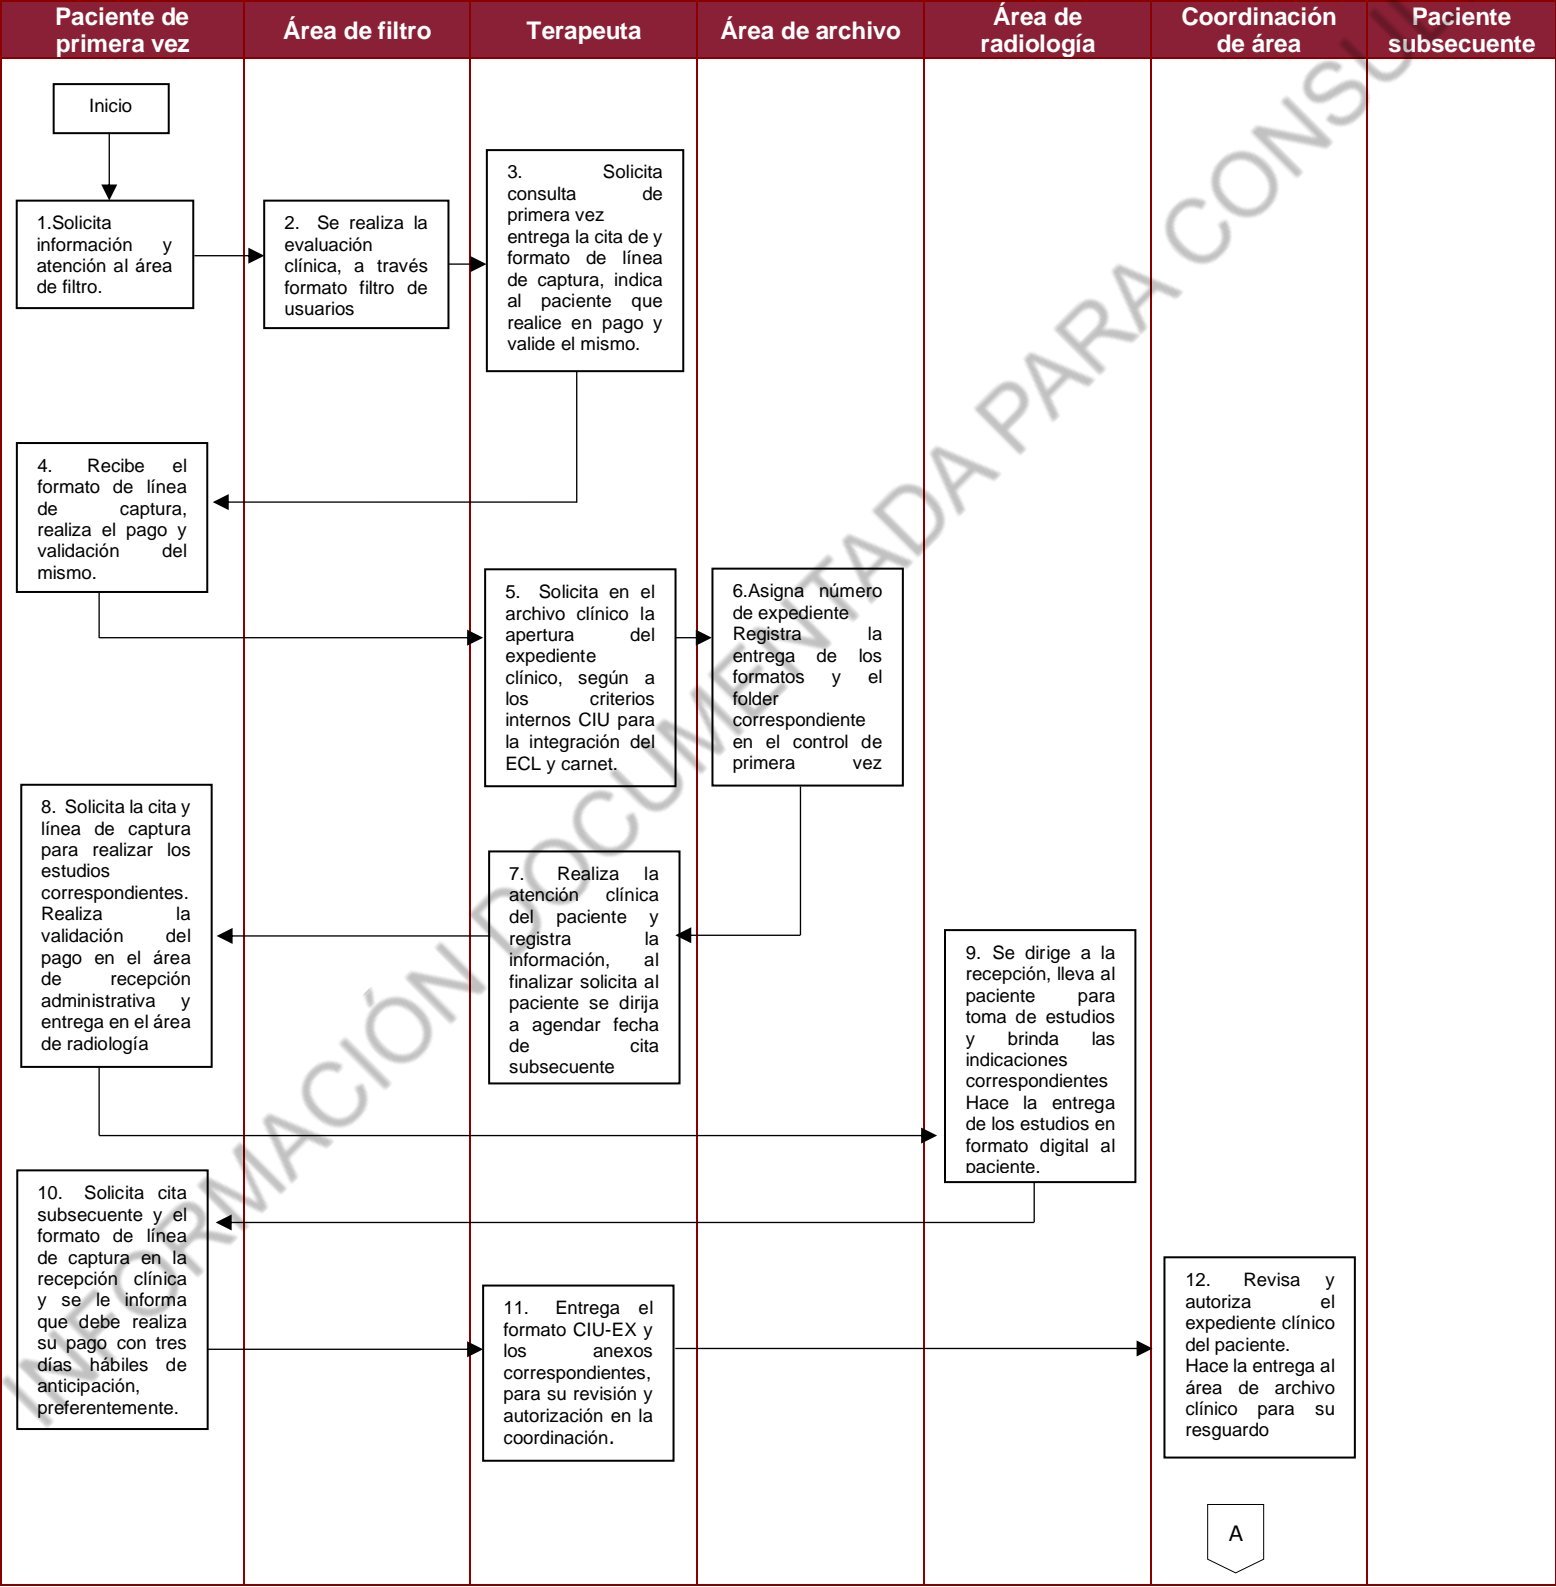 Paciente de
primera vez
Área de filtro
Terapeuta
Área de archivo
Área de
radiología
Coordinación
de área
Paciente
subsecuente
Inicio
1.Solicita
información y
atención al área
de filtro.
2. Se realiza la
evaluación
clínica, a través
formato filtro de
usuarios
3. Solicita
consulta de
primera vez
entrega la cita de y
formato de línea
de captura, indica
al paciente que
realice en pago y
valide el mismo.
4. Recibe el
formato de línea
de captura,
realiza el pago y
validación del
mismo.
5. Solicita en el
archivo clínico la
apertura del
expediente
clínico, según a
los criterios
internos CIU para
la integración del
ECL y carnet.
6.Asigna número
de expediente
Registra la
entrega de los
formatos y el
folder
correspondiente
en el control de
primera vez
8. Solicita la cita y
línea de captura
para realizar los
estudios
correspondientes.
Realiza la
validación del
pago en el área
de recepción
administrativa y
entrega en el área
de radiología
7. Realiza la
atención clínica
del paciente y
registra la
información, al
finalizar solicita al
paciente se dirija
a agendar fecha
de cita
subsecuente
9. Se dirige a la
recepción, lleva al
paciente para
toma de estudios
y brinda las
indicaciones
correspondientes
Hace la entrega
de los estudios en
formato digital al
paciente.
10. Solicita cita
subsecuente y el
formato de línea
de captura en la
recepción clínica
y se le informa
que debe realiza
su pago con tres
días hábiles de
anticipación,
preferentemente.
11. Entrega el
formato CIU-EX y
los anexos
correspondientes,
para su revisión y
autorización en la
coordinación.
12. Revisa y
autoriza el
expediente clínico
del paciente.
Hace la entrega al
área de archivo
clínico para su
resguardo
A
INFORMACIÓN DOCUMENTADA PARA CONSUL